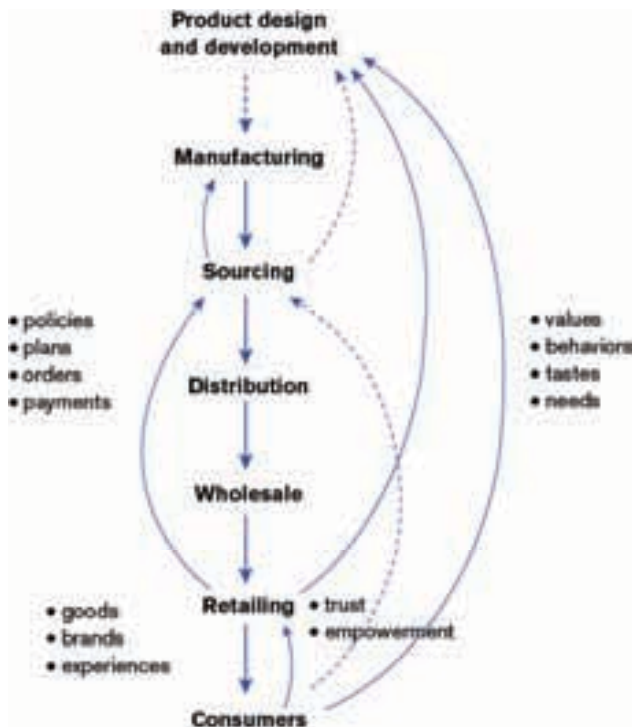 Product design
and development
Manufacturing
Sourcing
• policies
• plans
• orders
• payments
• values
• behaviors
• tastes
• needs
Distribution
Wholesale
Retailing
• trust
• empowerment
• goods
• brands
• experiences
Consumers